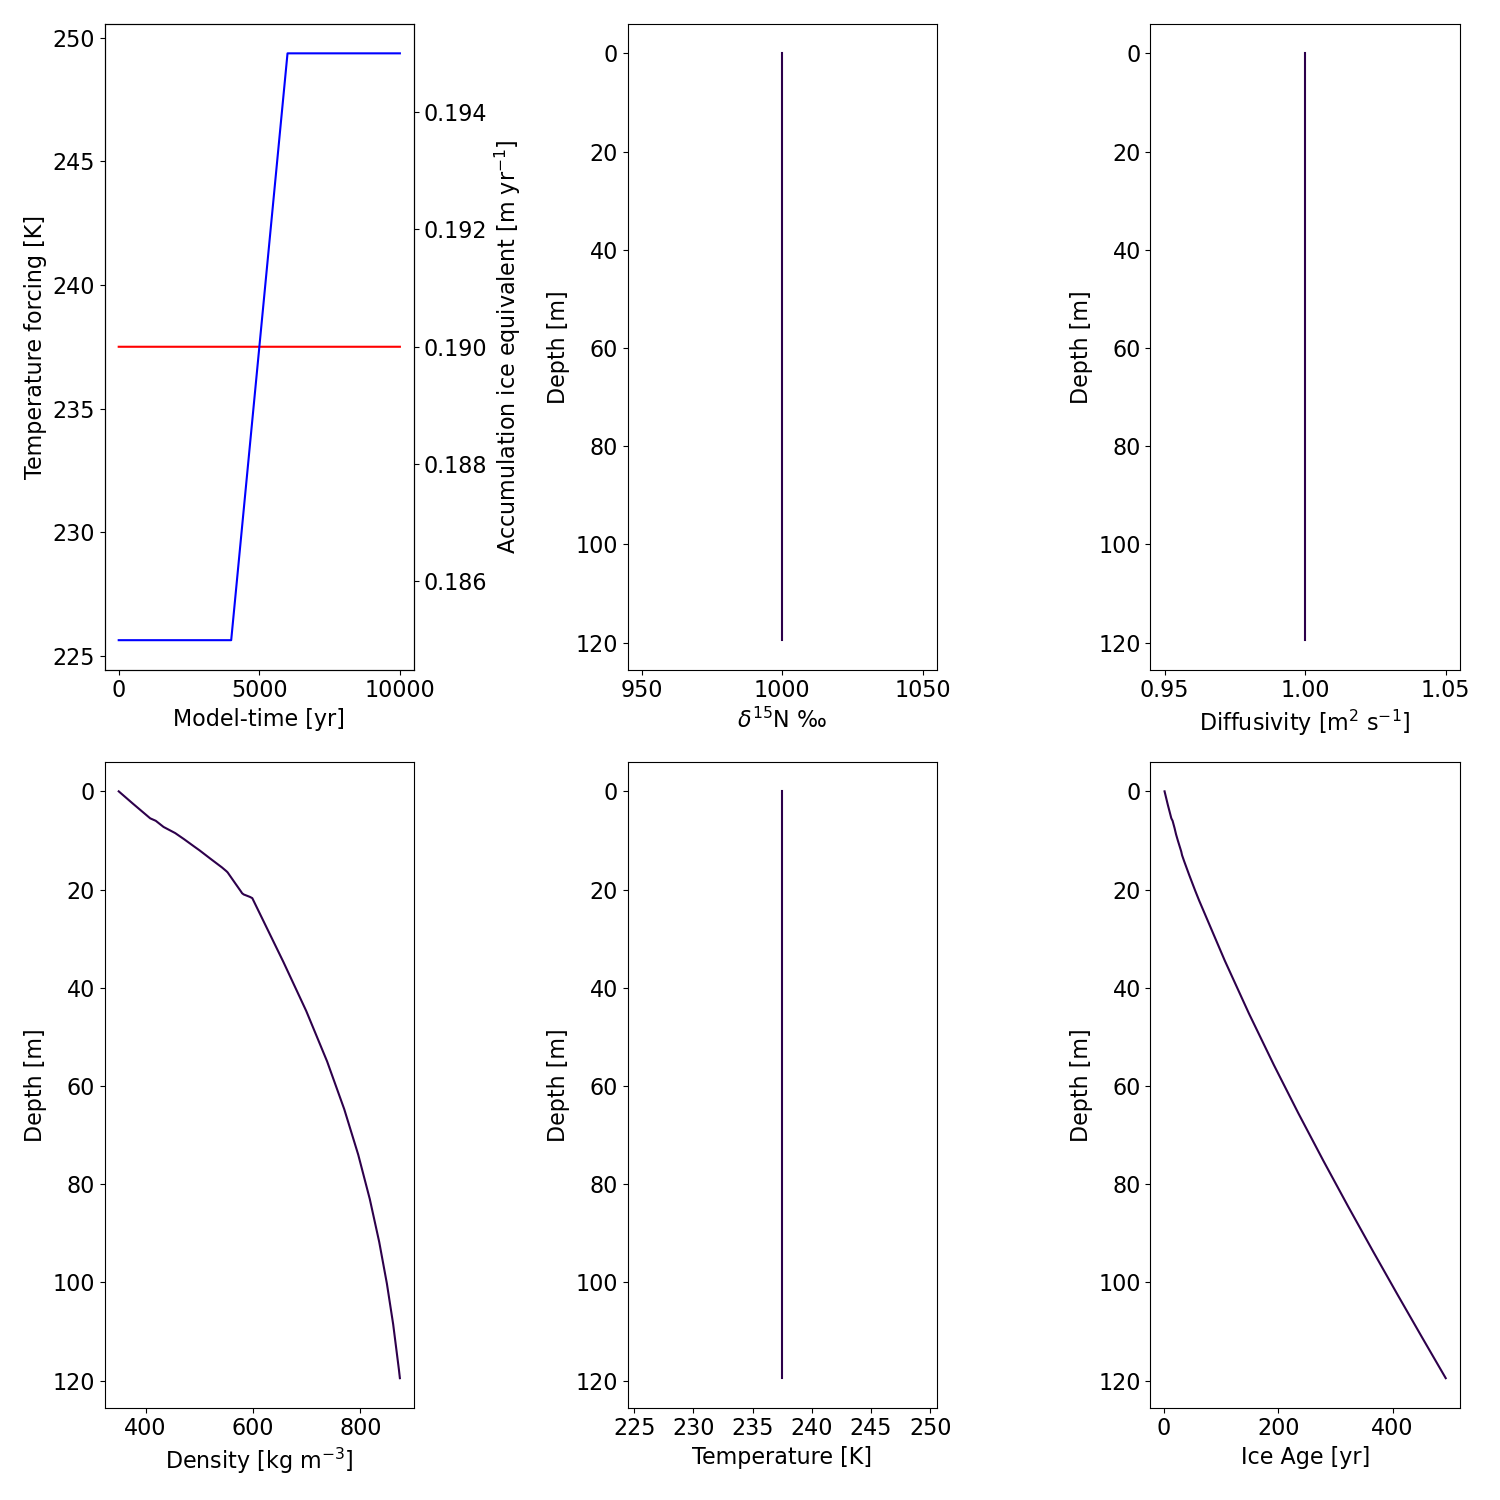 250
245
240
235
230
225
Temperature forcing [K]
0.194
0.192
0.190
0.188
0.186
Accumulation ice equivalent [m yr⁻¹]
0 5000 10000
Model-time [yr]
0
20
40
60
80
100
120
Depth [m]
950 1000 1050
δ¹⁵N ‰
0
20
40
60
80
100
120
Depth [m]
0.95 1.00 1.05
Diffusivity [m² s⁻¹]
0
20
40
60
80
100
120
Depth [m]
400 600 800
Density [kg m⁻³]
0
20
40
60
80
100
120
Depth [m]
225 230 235 240 245 250
Temperature [K]
0
20
40
60
80
100
120
Depth [m]
0 200 400
Ice Age [yr]